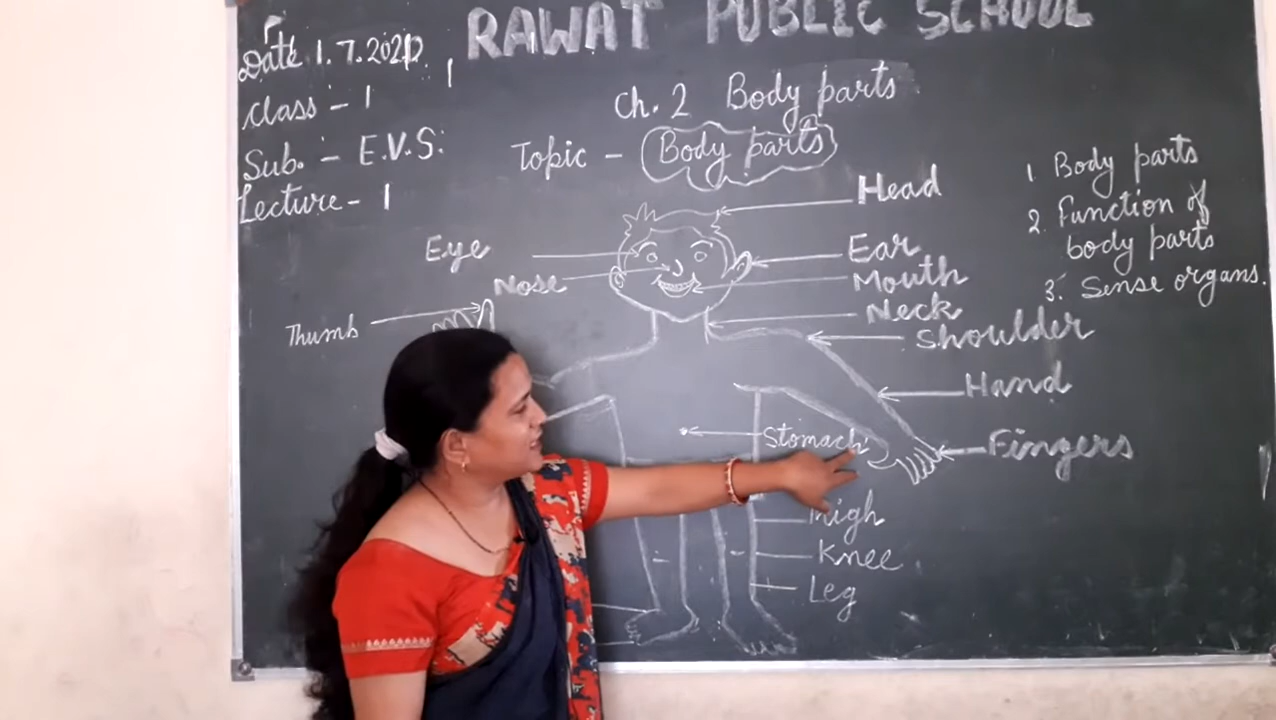 RAWAT PUBLIC SCHOOL
Date 1.7.2021
Class - 1
Sub. - E.V.S.
Lecture - 1
Ch. 2 Body parts
Topic - Body parts
1 Body parts
2. Function of
body parts
3. Sense organs.
Head
Eye
Ear
Nose
Mouth
Neck
Thumb
Shoulder
Hand
Stomach
Fingers
Thigh
Knee
Leg